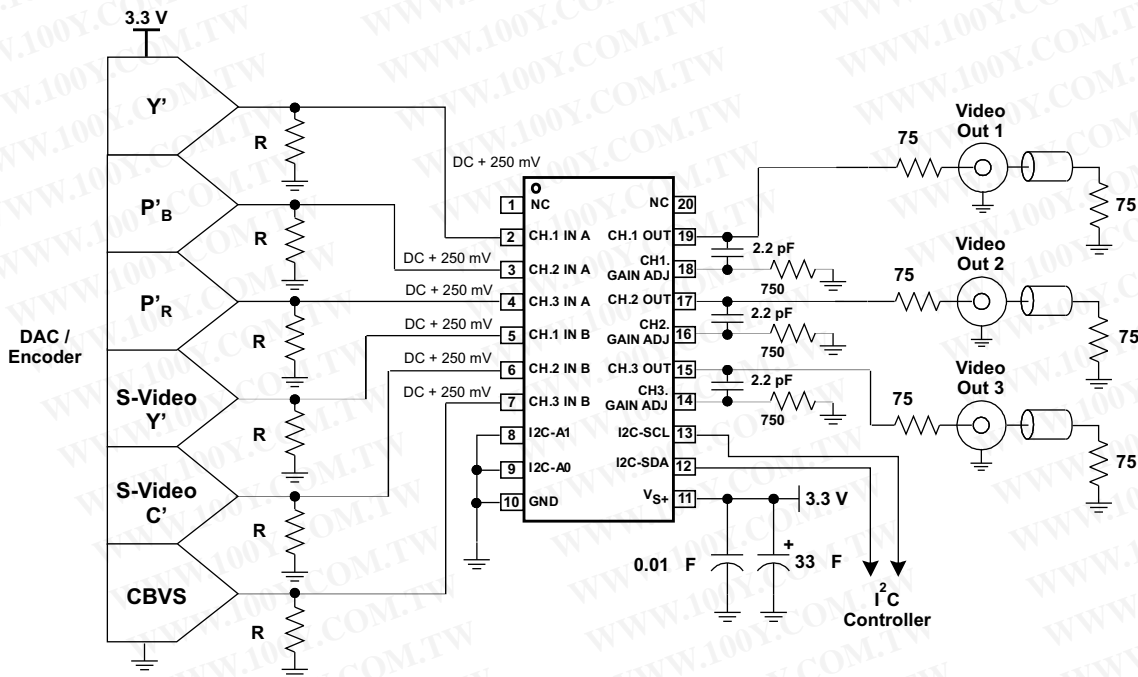 3.3 V
Y'
P'B
P'R
S-Video
Y'
S-Video
C'
CBVS
DAC /
Encoder
R
R
R
R
R
R
DC + 250 mV
DC + 250 mV
DC + 250 mV
DC + 250 mV
DC + 250 mV
DC + 250 mV
1 NC
2 CH.1 IN A
3 CH.2 IN A
4 CH.3 IN A
5 CH.1 IN B
6 CH.2 IN B
7 CH.3 IN B
8 I2C-A1
9 I2C-A0
10 GND
NC 20
CH.1 OUT 19
CH1.
GAIN ADJ 18
CH.2 OUT 17
CH2.
GAIN ADJ 16
CH.3 OUT 15
CH3.
GAIN ADJ 14
I2C-SCL 13
I2C-SDA 12
VS+ 11
2.2 pF
750
2.2 pF
750
2.2 pF
750
3.3 V
0.01 F
+
33 F
I2C
Controller
75
Video
Out 1
75
75
Video
Out 2
75
75
Video
Out 3
75
WWW.100Y.COM.TW